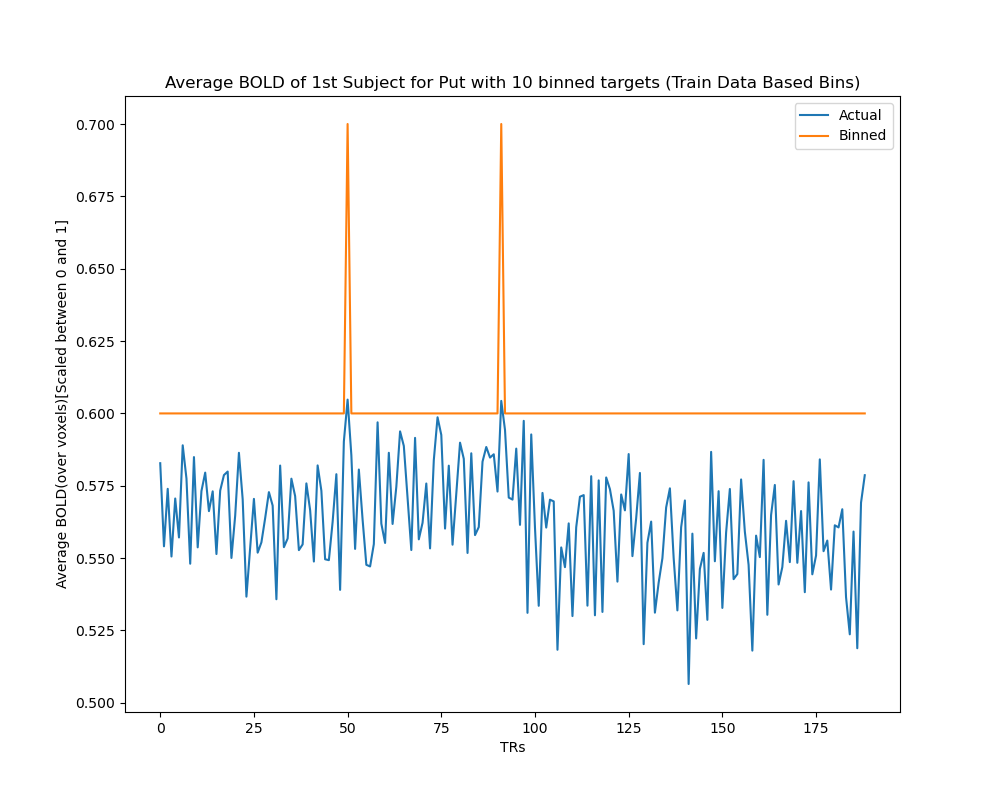 Average BOLD of 1st Subject for Put with 10 binned targets (Train Data Based Bins)
Actual
Binned
Average BOLD(over voxels)[Scaled between 0 and 1]
0.700
0.675
0.650
0.625
0.600
0.575
0.550
0.525
0.500
0 25 50 75 100 125 150 175
TRs